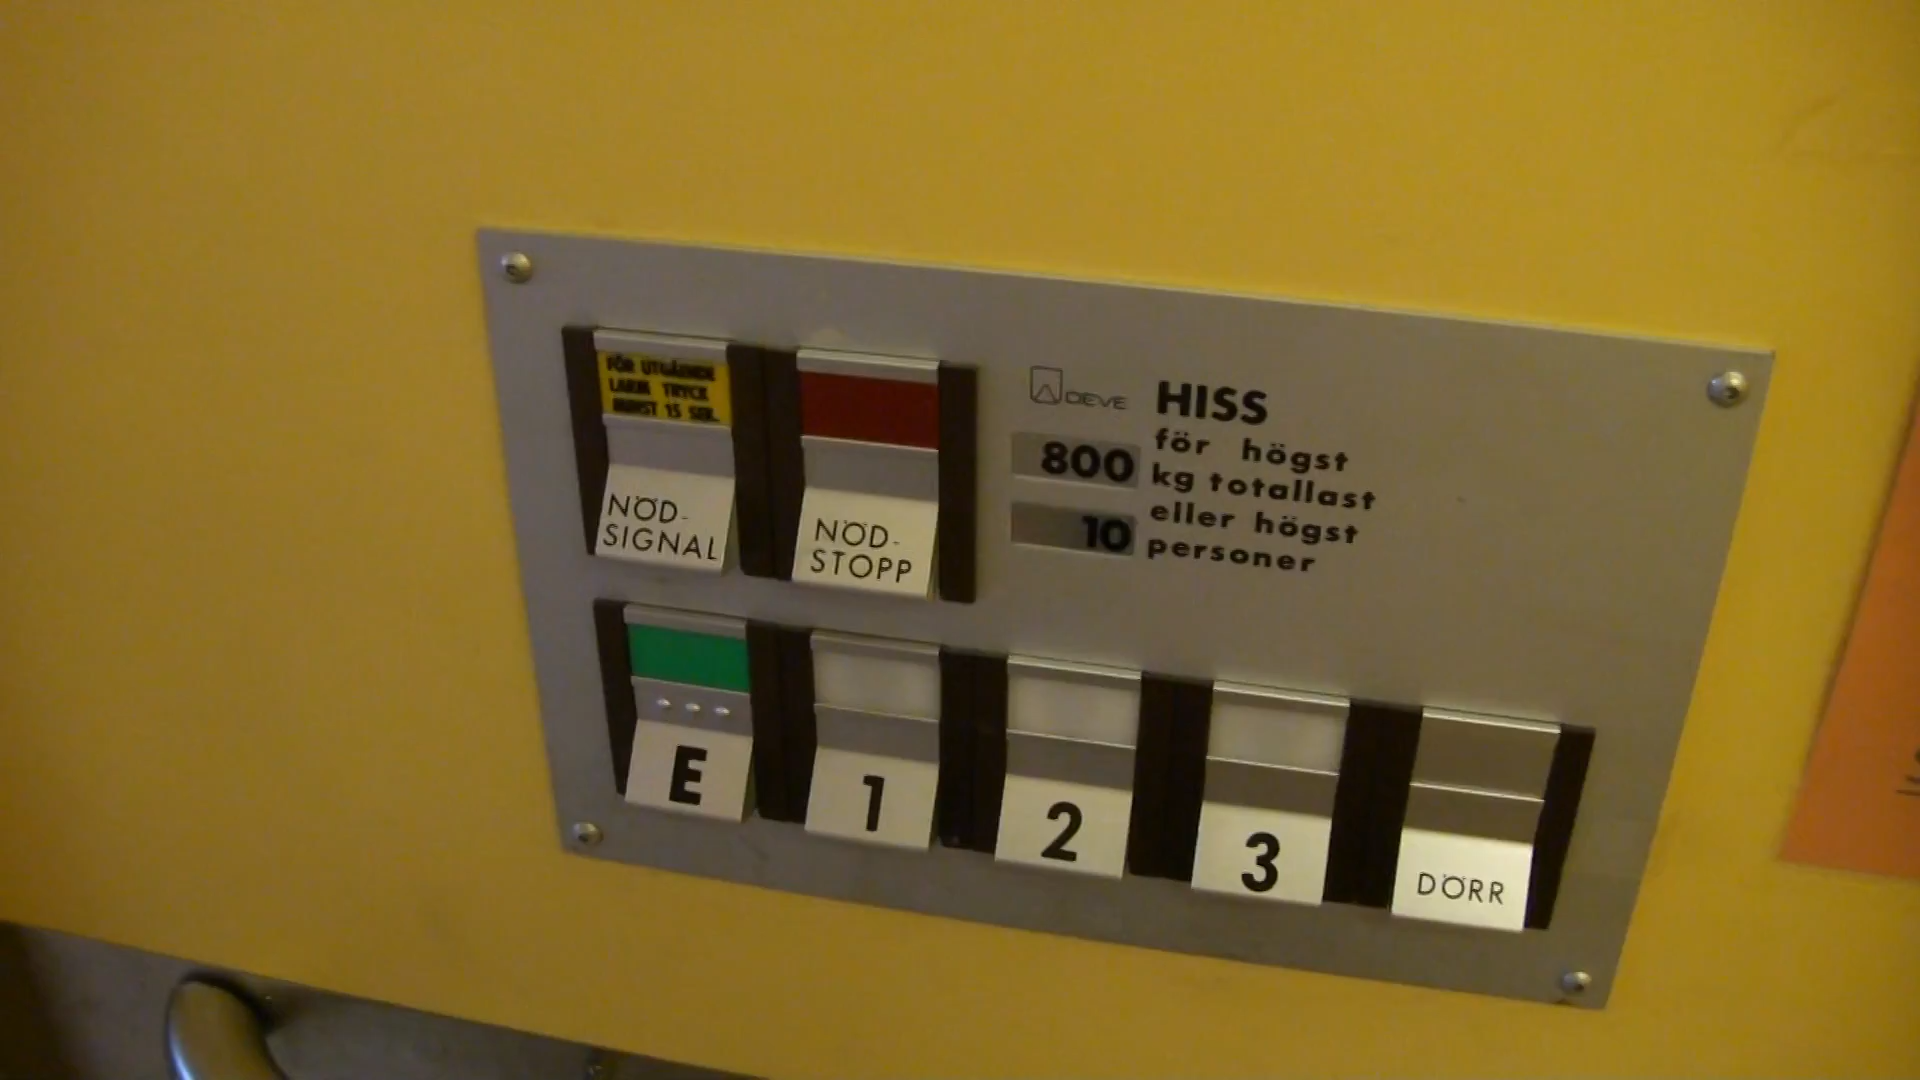 FÖR UTGÅENDE
LARM TRYCK
MINST 15 SEK.
NÖD-
SIGNAL
NÖD-
STOPP
DEVE
HISS
för högst
800 kg totallast
eller högst
10 personer
E
1
2
3
DÖRR